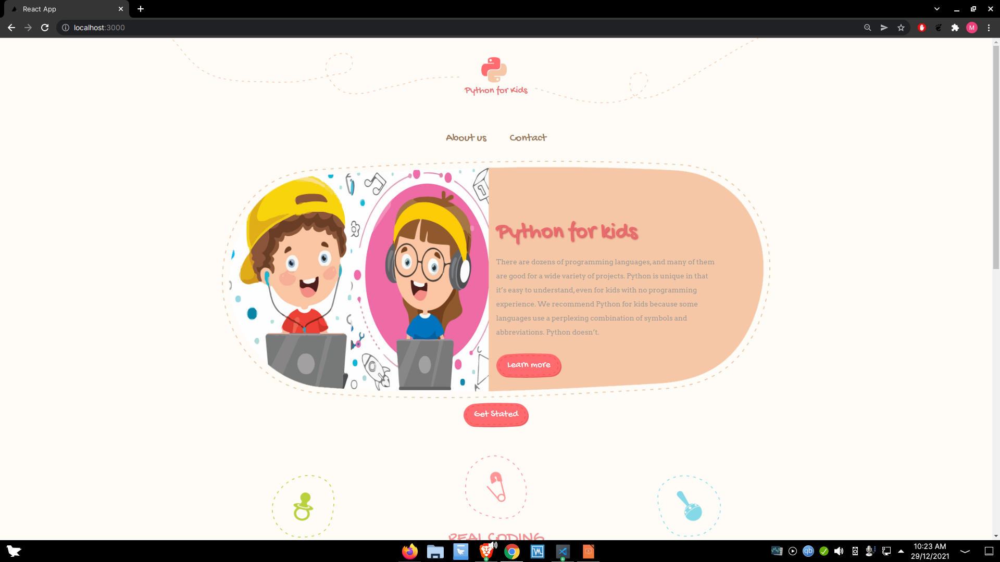 React App
localhost:3000
M
Python for Kids
About us
Contact
Python for kids
There are dozens of programming languages, and many of them
are good for a wide variety of projects. Python is unique in that
it’s easy to understand, even for kids with no programming
experience. We recommend Python for kids because some
languages use a perplexing combination of symbols and
abbreviations. Python doesn’t.
Learn more
Get Stated
REAL CODING
qb
10:23 AM
29/12/2021